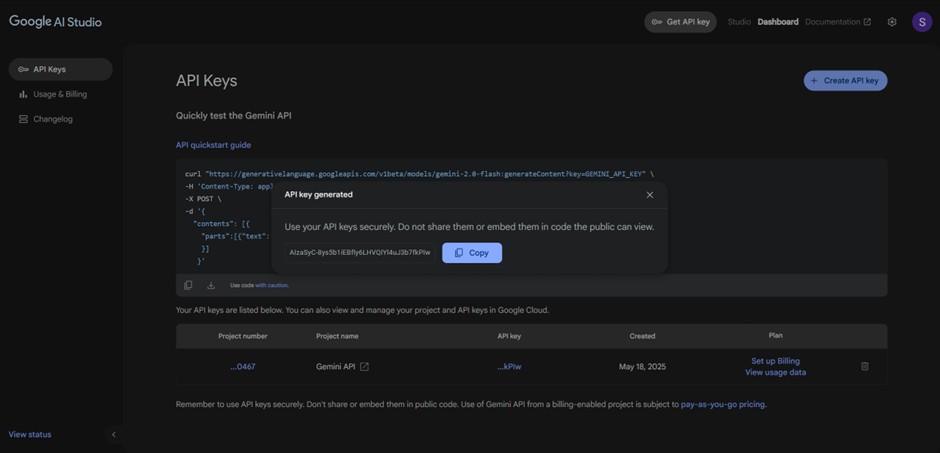 Google AI Studio
Get API key
Studio
Dashboard
Documentation
S
API Keys
Usage & Billing
Changelog
API Keys
Create API key
Quickly test the Gemini API
API quickstart guide
curl "https://generativelanguage.googleapis.com/v1beta/models/gemini-2.0-flash:generateContent?key=GEMINI_API_KEY" \
-H 'Content-Type: appl
-X POST \
-d '{
"contents": [{
"parts":[{"text":
}]
}'
API key generated
Use your API keys securely. Do not share them or embed them in code the public can view.
Copy
Use code with caution.
Your API keys are listed below. You can also view and manage your project and API keys in Google Cloud.
Project number Project name API key Created Plan
...0467 Gemini API May 18, 2025 Set up Billing
View usage data
Remember to use API keys securely. Don't share or embed them in public code. Use of Gemini API from a billing-enabled project is subject to pay-as-you-go pricing.
View status